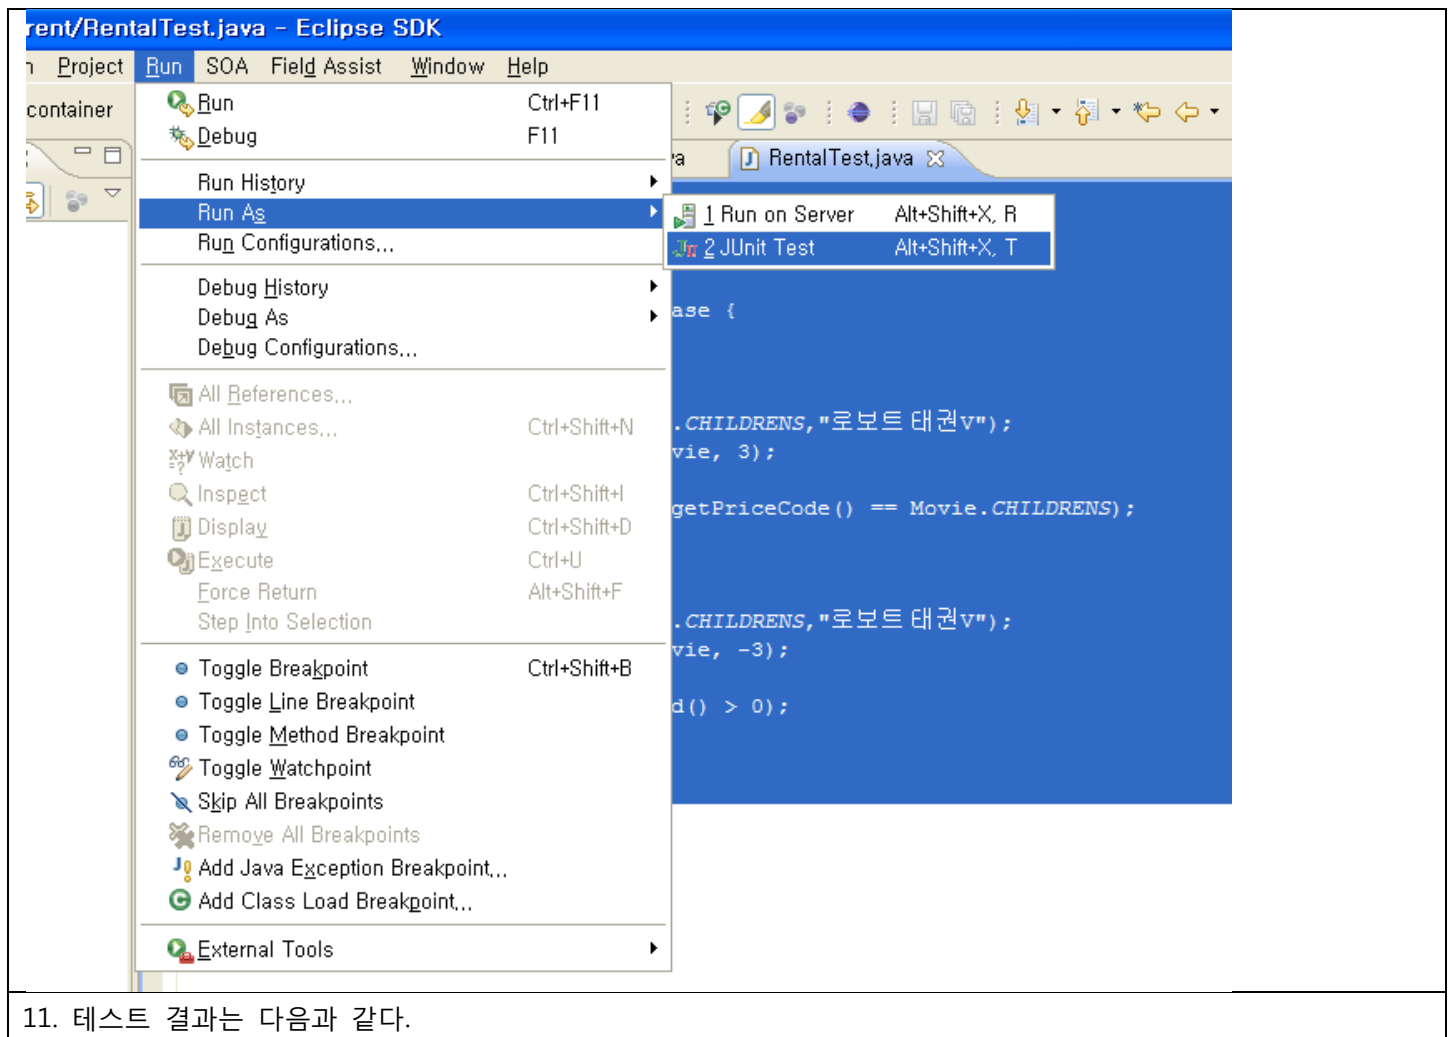 rent/RentalTest.java - Eclipse SDK
Project Run SOA Field Assist Window Help
container
Run Ctrl+F11
Debug F11
RentalTest.java
Run History
Run As
1 Run on Server Alt+Shift+X, R
Run Configurations...
2 JUnit Test Alt+Shift+X, T
Debug History
Debug As
ase {
Debug Configurations...
All References...
All Instances... Ctrl+Shift+N
.CHILDRENS,"로보트태권V");
Watch
vie, 3);
Inspect Ctrl+Shift+I
getPriceCode() == Movie.CHILDRENS);
Display Ctrl+Shift+D
Execute Ctrl+U
Force Return Alt+Shift+F
Step Into Selection
.CHILDRENS,"로보트태권V");
vie, -3);
Toggle Breakpoint Ctrl+Shift+B
Toggle Line Breakpoint
d() > 0);
Toggle Method Breakpoint
Toggle Watchpoint
Skip All Breakpoints
Remove All Breakpoints
Add Java Exception Breakpoint...
Add Class Load Breakpoint...
External Tools
11. 테스트 결과는 다음과 같다.